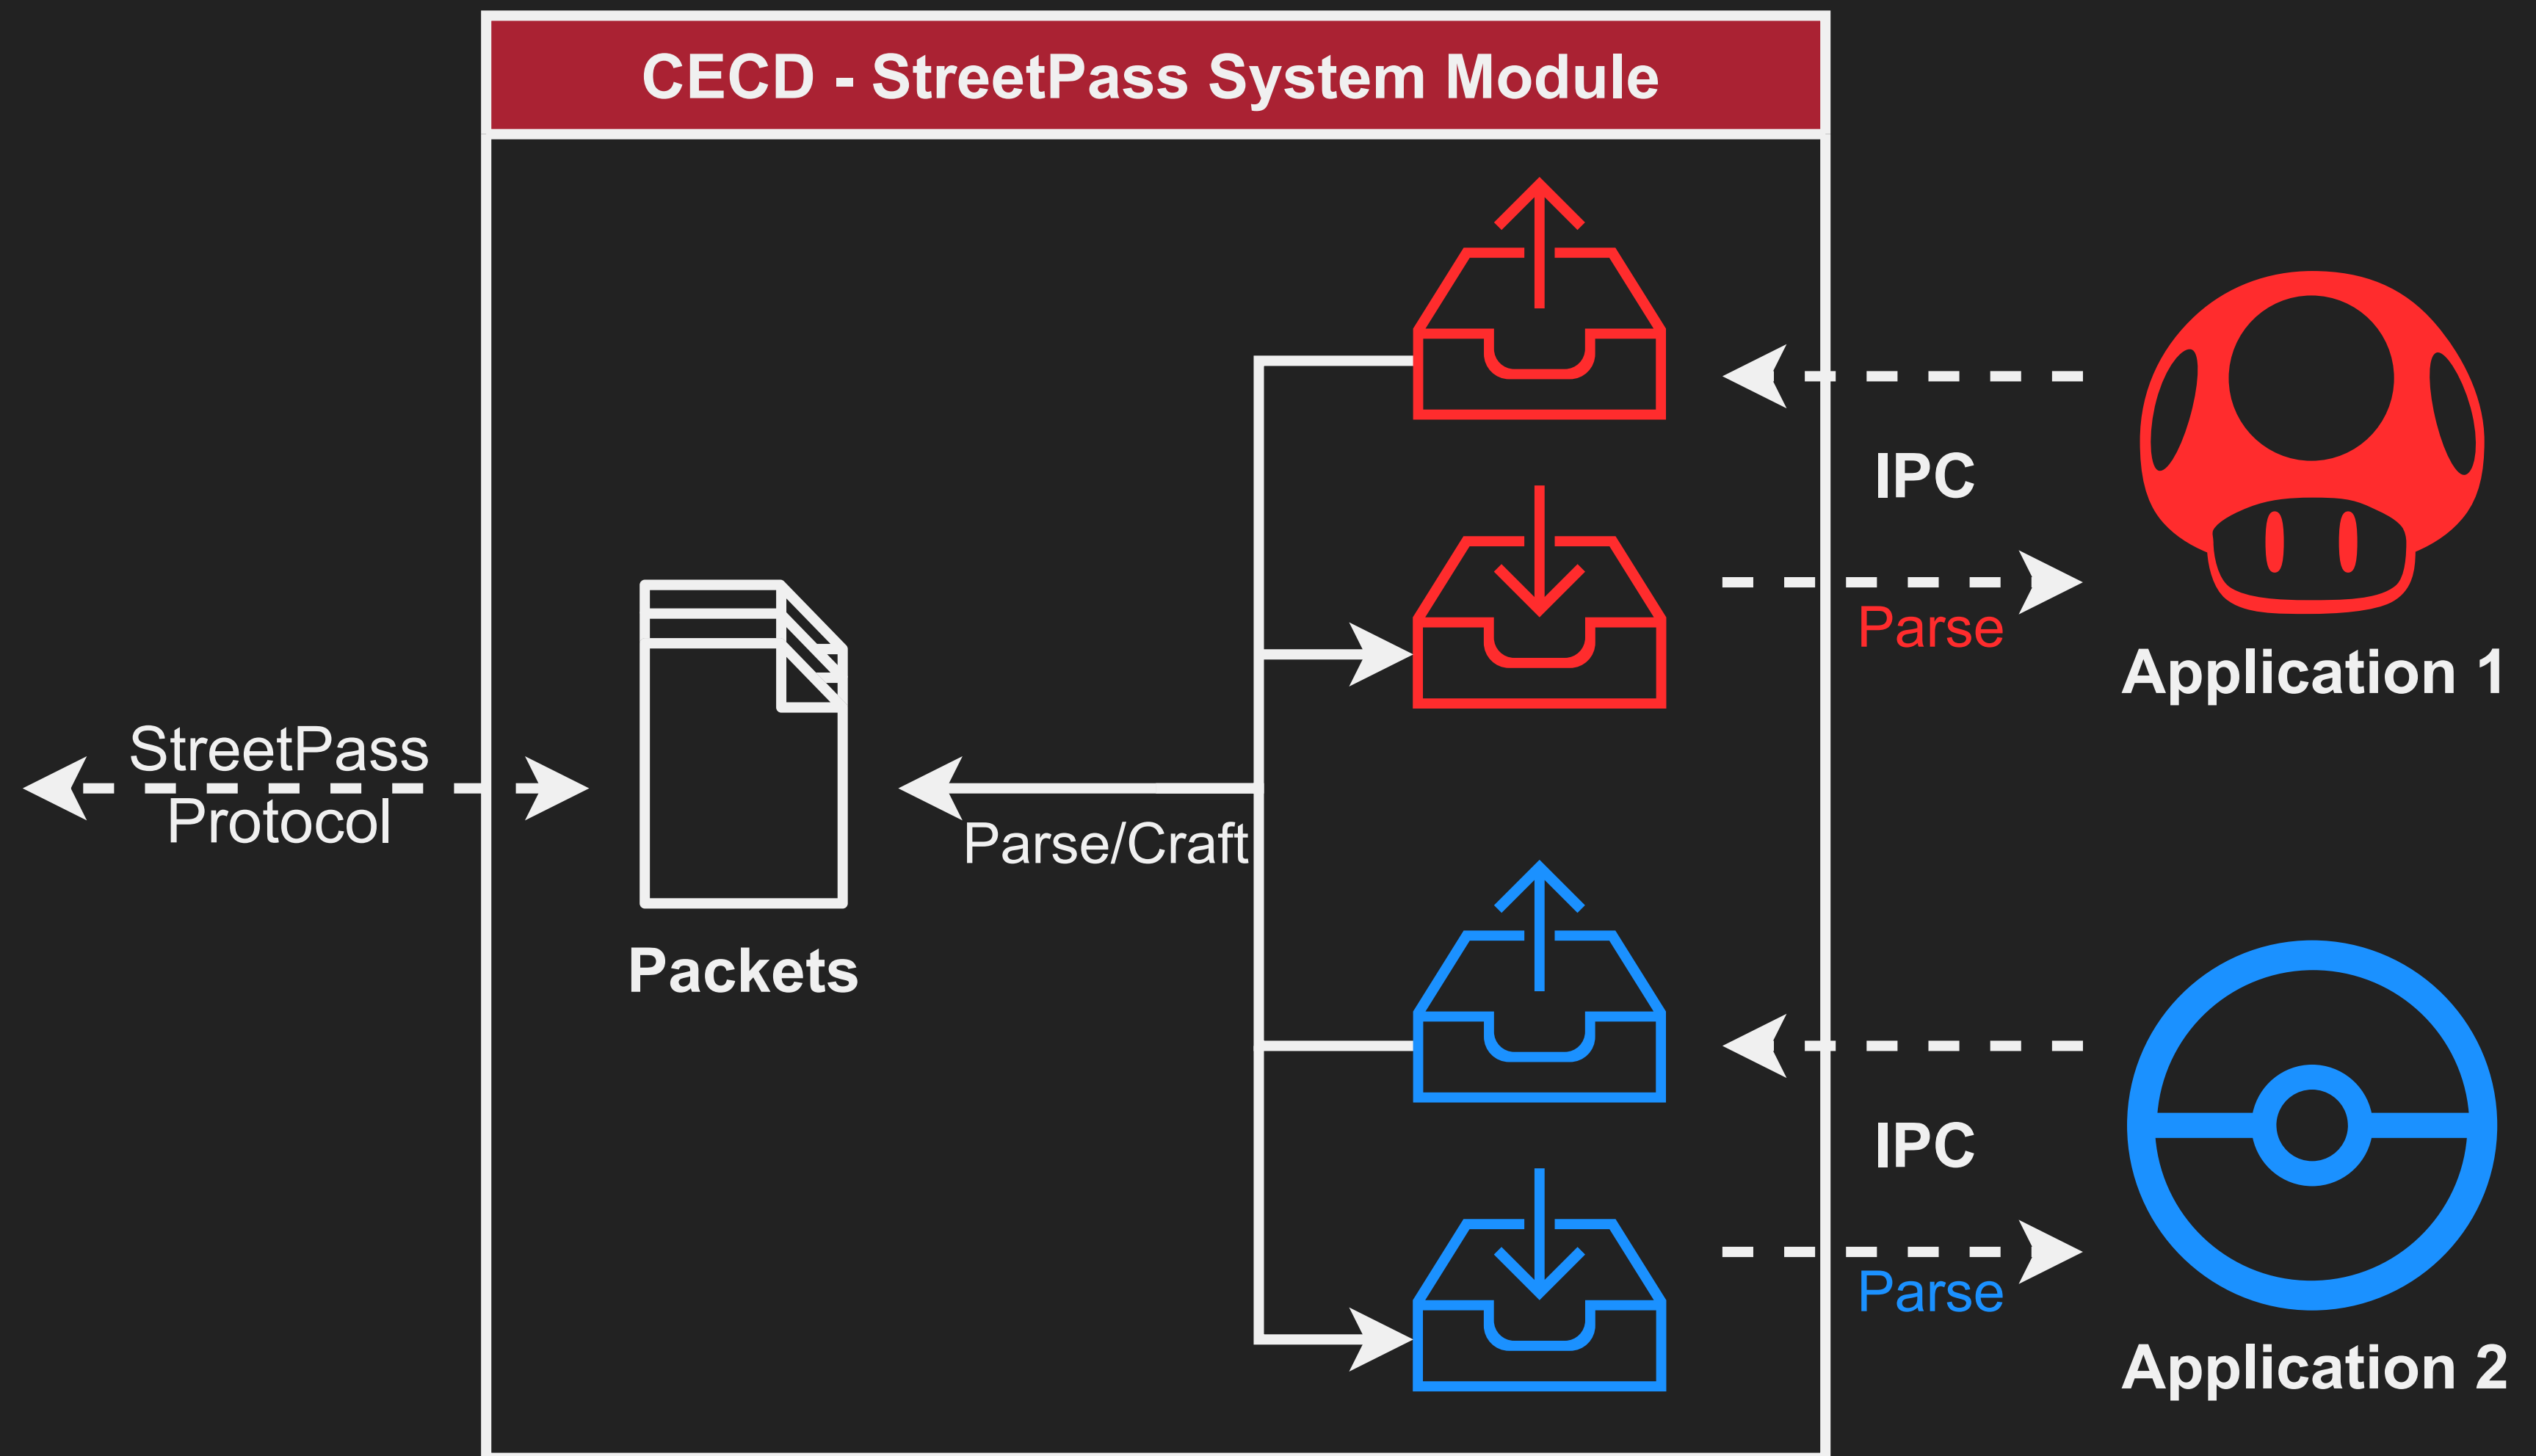 CECD - StreetPass System Module
IPC
Parse
Application 1
StreetPass
Protocol
Parse/Craft
Packets
IPC
Parse
Application 2